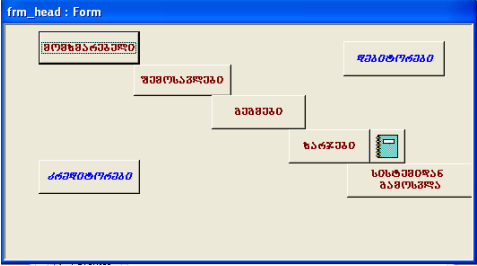 frm_head : Form
მომხმარებელი
დებიტორები
შემოსავლები
გეგმები
ხარჯები
კრედიტორები
სისტემიდან
გამოსვლა